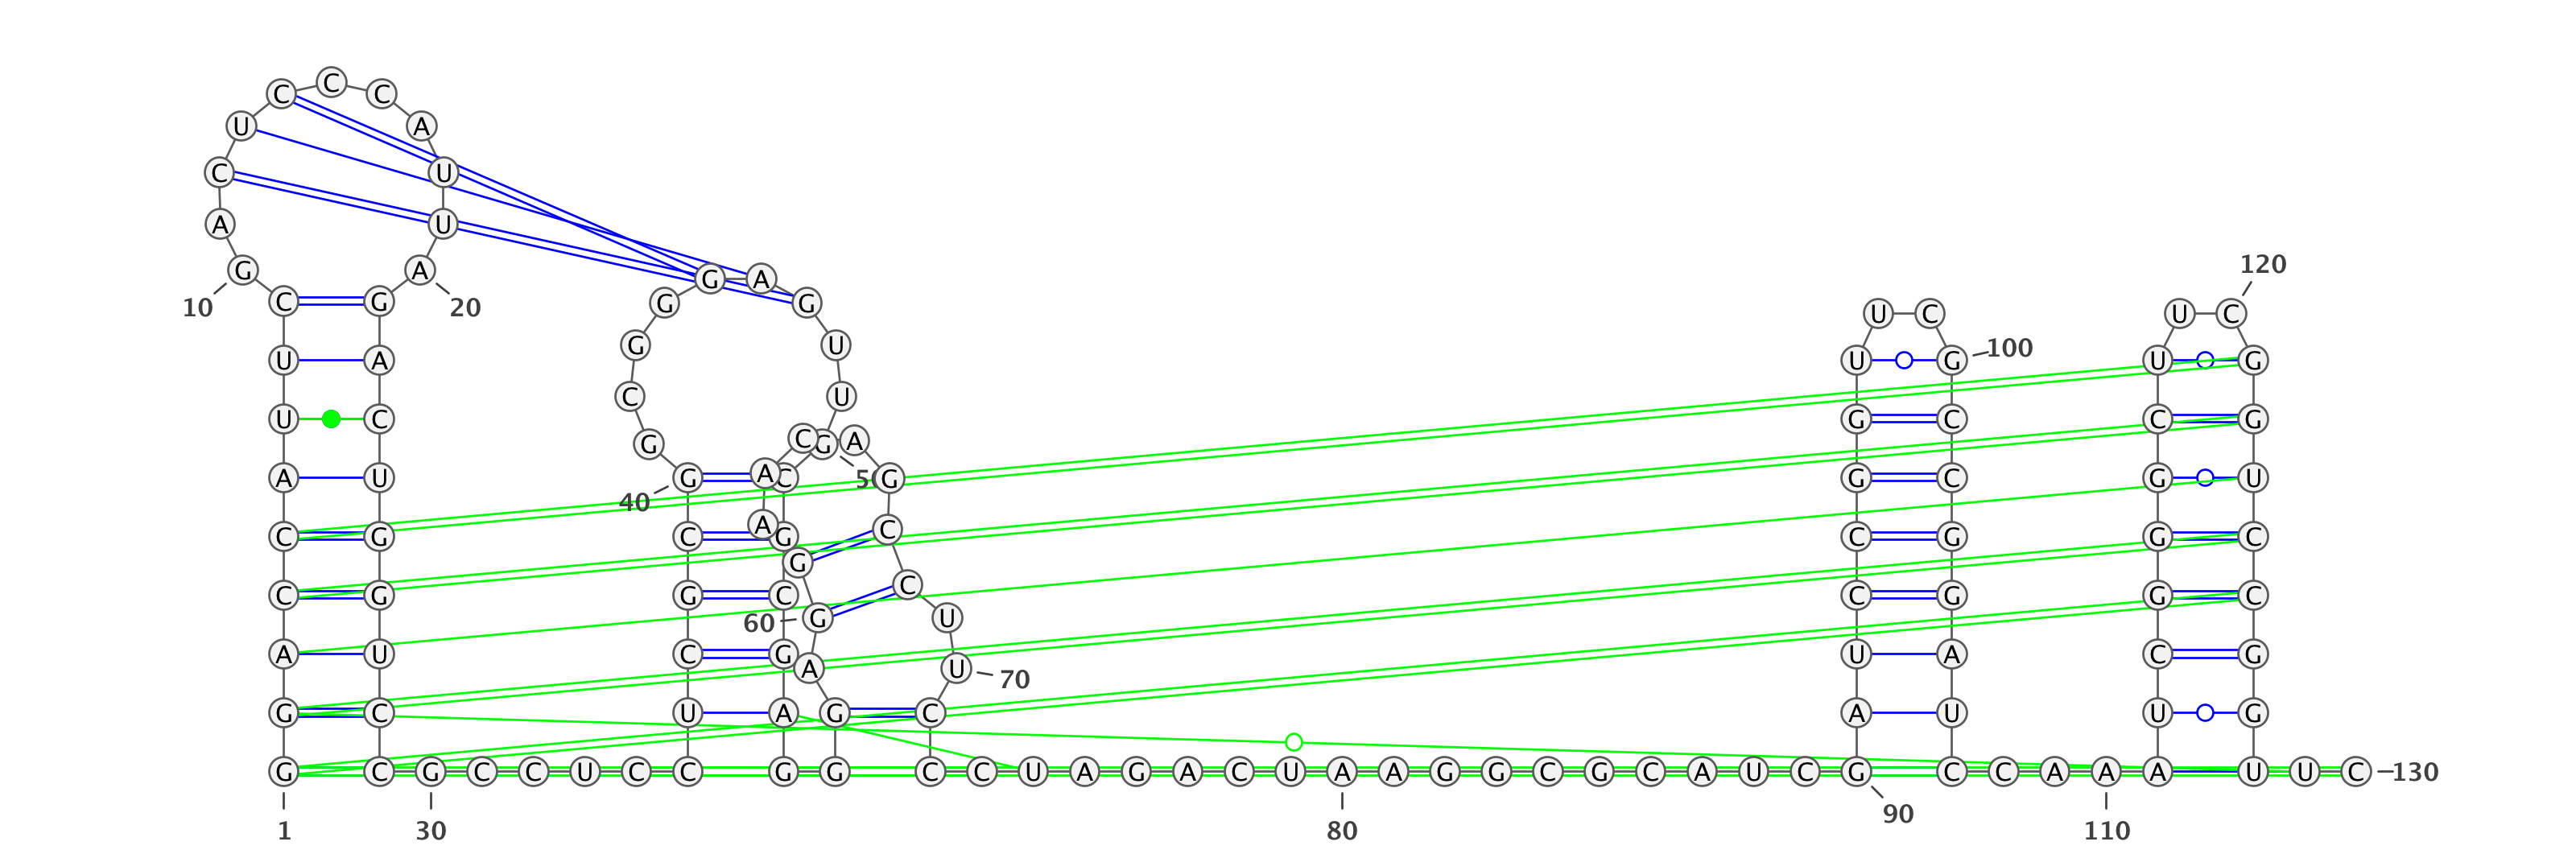 C
C C
U A
C U
A U
G A 120
G A
10 C G 20 G G U C U C
G U 100
U A U G U G
C U
U C G C C G
G C G A
A U G A C 50 G G C G U
40
A C
C G C G C G G C
G
C
C G G C C G G C
60 G U
A U C G U A C G
A U 70
G C U A G C A U U G
G C G C C U C C G G C C U A G A C U A A G G C G C A U C G C C A A A U U C 130
1 30 80 90 110